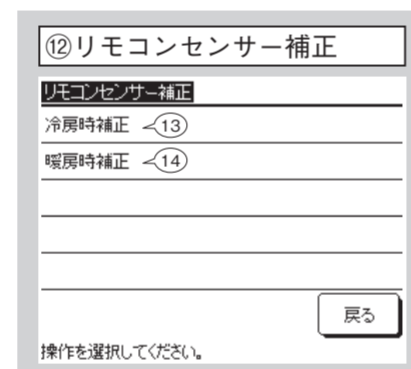 ⑫リモコンセンサー補正
リモコンセンサー補正
冷房時補正 13
暖房時補正 14
戻る
操作を選択してください。